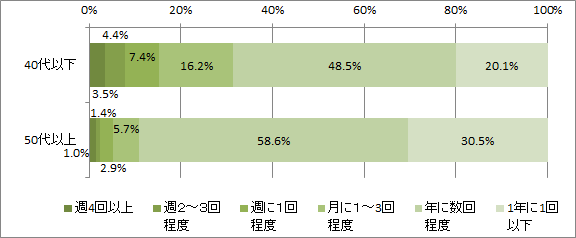 0% 20% 40% 60% 80% 100%
4.4%
40代以下 7.4% 16.2% 48.5% 20.1%
3.5%
1.4%
50代以上 5.7% 58.6% 30.5%
1.0%
2.9%
週4回以上 週2～3回 週に1回 月に1～3回 年に数回 1年に1回
程度 程度 程度 程度 以下